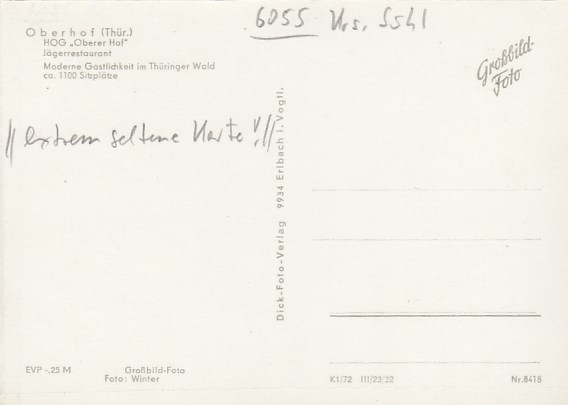 6055 Krs. Suhl
Oberhof (Thür.)
HOG „Oberer Hof"
Jägerrestaurant
Moderne Gastlichkeit im Thüringer Wald
ca. 1100 Sitzplätze
Großbild-
Foto
// extrem seltene Karte!!//
Dick-Foto-Verlag 9934 Erlbach i. Vogtl.
EVP -,25 M
Großbild-Foto
Foto: Winter
K1/72 III/23/22
Nr.8418